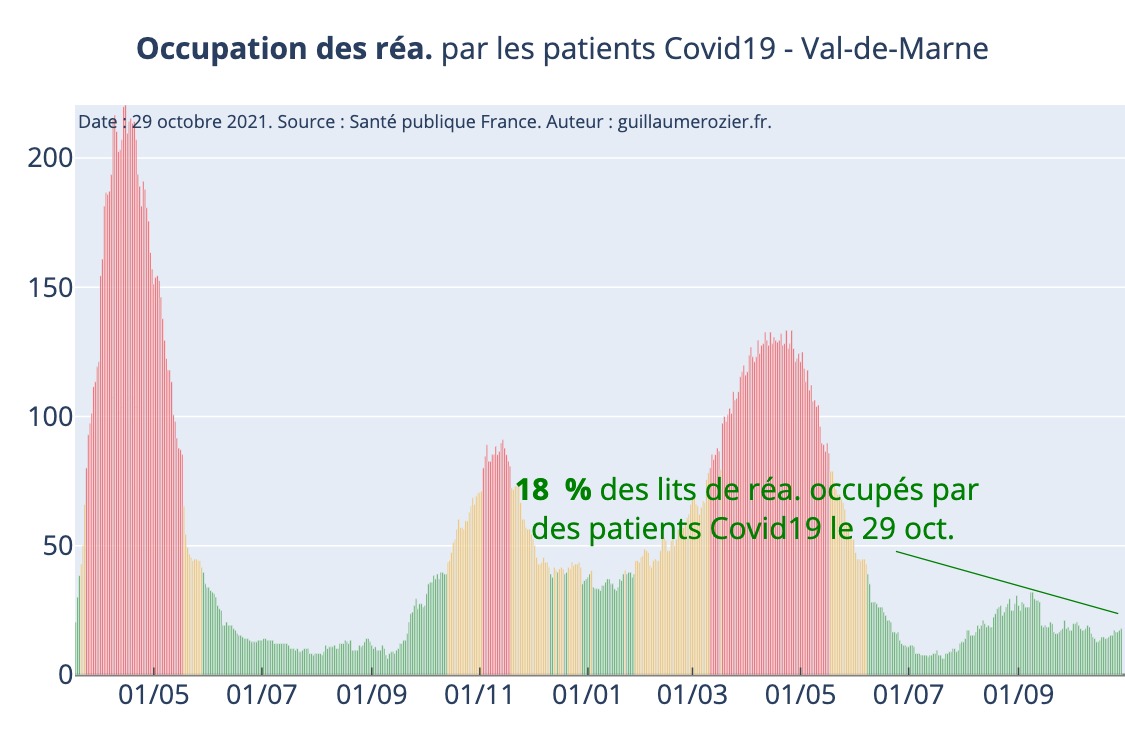 Occupation des réa. par les patients Covid19 - Val-de-Marne
Date : 29 octobre 2021. Source : Santé publique France. Auteur : guillaumerozier.fr.
200
150
100
18  % des lits de réa. occupés par
des patients Covid19 le 29 oct.
50
0
01/05 01/07 01/09 01/11 01/01 01/03 01/05 01/07 01/09